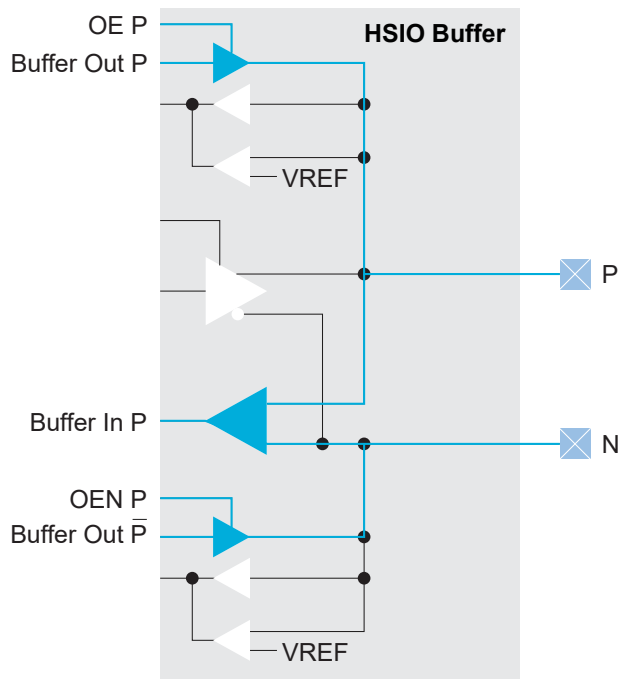 OE P
HSIO Buffer
Buffer Out P
VREF
P
Buffer In P
N
OEN P
Buffer Out P̅
VREF